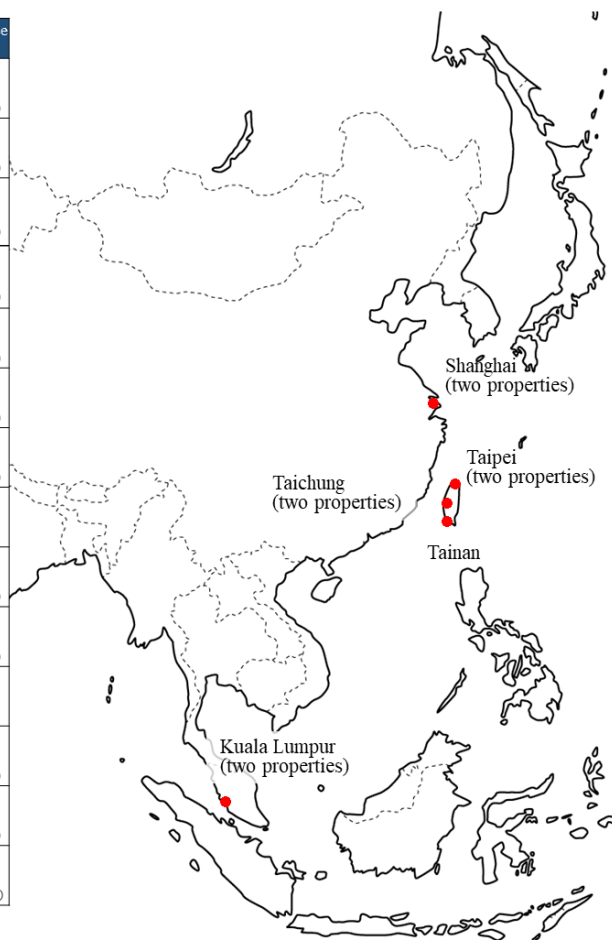 e
Shanghai
(two properties)
Taipei
(two properties)
Taichung
(two properties)
Tainan
Kuala Lumpur
(two properties)